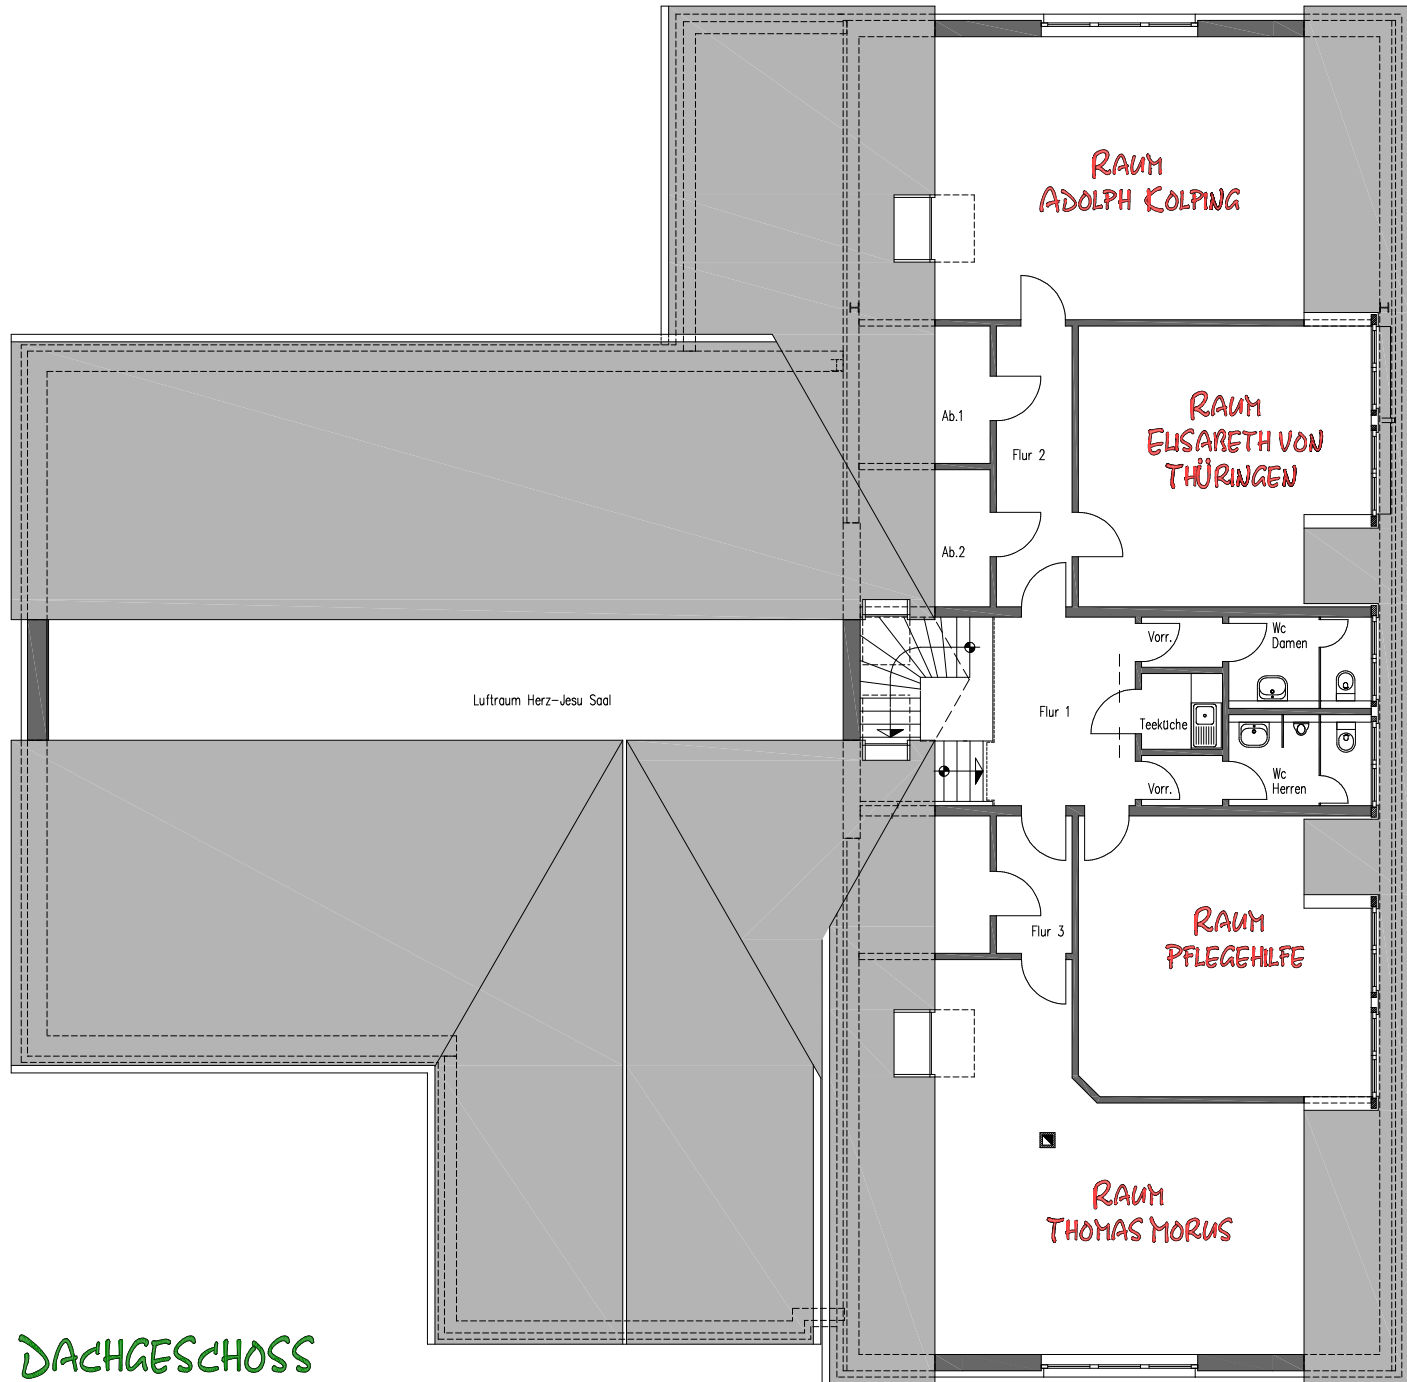 RAUM
ADOLPH KOLPING
Ab.1
Flur 2
RAUM
ELISABETH VON
THÜRINGEN
Ab.2
Vorr.
Wc
Damen
Luftraum Herz-Jesu Saal
Flur 1
Teeküche
Vorr.
Wc
Herren
Flur 3
RAUM
PFLEGEHILFE
RAUM
THOMAS MORUS
DACHGESCHOSS